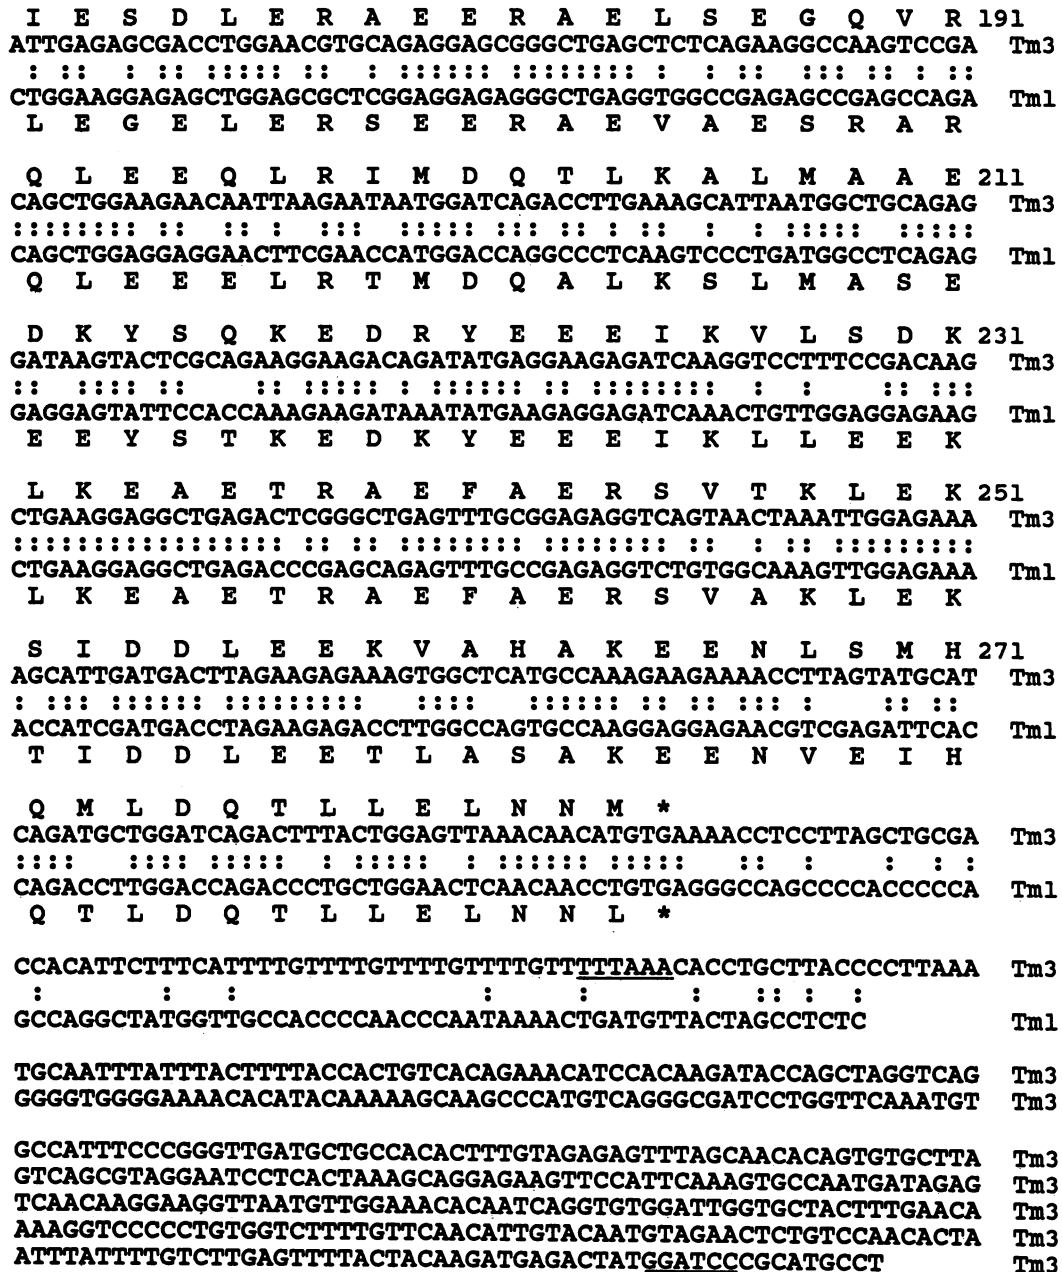 I E S D L E R A E E R A E L S E G Q V R 191
ATTGAGAGCGACCTGGAACGTGCAGAGGAGCGGGCTGAGCTCTCAGAAGGCCAAGTCCGA Tm3
: :: : :: ::::: :: : :::::: :::::::: : : :: ::: :: : ::
CTGGAAGGAGAGCTGGAGCGCTCGGAGGAGAGGGCTGAGGTGGCCGAGAGCCGAGCCAGA Tm1
L E G E L E R S E E R A E V A E S R A R
Q L E E Q L R I M D Q T L K A L M A A E 211
CAGCTGGAAGAACAATTAAGAATAATGGATCAGACCTTGAAAGCATTAATGGCTGCAGAG Tm3
:::::::: :: :: : ::: ::::: :: :: : :: : : ::::: :::::
CAGCTGGAGGAGGAACTTCGAACCATGGACCAGGCCCTCAAGTCCCTGATGGCCTCAGAG Tm1
Q L E E E L R T M D Q A L K S L M A S E
D K Y S Q K E D R Y E E E I K V L S D K 231
GATAAGTACTCGCAGAAGGAAGACAGATATGAGGAAGAGATCAAGGTCCTTTCCGACAAG Tm3
:: :::: :: :: ::::: : :::::: :: :::::::: : : :: :::
GAGGAGTATTCCACCAAAGAAGATAAATATGAAGAGGAGATCAAACTGTTGGAGGAGAAG Tm1
E E Y S T K E D K Y E E E I K L L E E K
L K E A E T R A E F A E R S V T K L E K 251
CTGAAGGAGGCTGAGACTCGGGCTGAGTTTGCGGAGAGGTCAGTAACTAAATTGGAGAAA Tm3
::::::::::::::::: :: :: :::::::: ::::::::: :: : :: :::::::::
CTGAAGGAGGCTGAGACCCGAGCAGAGTTTGCCGAGAGGTCTGTGGCAAAGTTGGAGAAA Tm1
L K E A E T R A E F A E R S V A K L E K
S I D D L E E K V A H A K E E N L S M H 271
AGCATTGATGACTTAGAAGAGAAAGTGGCTCATGCCAAAGAAGAAAACCTTAGTATGCAT Tm3
: ::: :::::: ::::::::: :::: :::::: :: :: :::: : :: ::
ACCATCGATGACCTAGAAGAGACCTTGGCCAGTGCCAAGGAGGAGAACGTCGAGATTCAC Tm1
T I D D L E E T L A S A K E E N V E I H
Q M L D Q T L L E L N N M *
CAGATGCTGGATCAGACTTTACTGGAGTTAAACAACATGTGAAAACCTCCTTAGCTGCGA Tm3
:::: :::: ::::: : ::::: : :::::: ::::: :: : : : :
CAGACCTTGGACCAGACCCTGCTGGAACTCAACAACCTGTGAGGGCCAGCCCCACCCCCA Tm1
Q T L D Q T L L E L N N L *
CCACATTCTTTCATTTTGTTTTGTTTTGTTTTGTTTTTAAACACCTGCTTACCCCTTAAA Tm3
: : : : : : :: : :
GCCAGGCTATGGTTGCCACCCCAACCCAATAAAACTGATGTTACTAGCCTCTC Tm1
TGCAATTTATTTACTTTTACCACTGTCACAGAAACATCCACAAGATACCAGCTAGGTCAG Tm3
GGGGTGGGGAAAACACATACAAAAAGCAAGCCCATGTCAGGGCGATCCTGGTTCAAATGT Tm3
GCCATTTCCCGGGTTGATGCTGCCACACTTTGTAGAGAGTTTAGCAACACAGTGTGCTTA Tm3
GTCAGCGTAGGAATCCTCACTAAAGCAGGAGAAGTTCCATTCAAAGTGCCAATGATAGAG Tm3
TCAACAAGGAAGGTTAATGTTGGAAACACAATCAGGTGTGGATTGGTGCTACTTTGAACA Tm3
AAAGGTCCCCCTGTGGTCTTTTGTTCAACATTGTACAATGTAGAACTCTGTCCAACACTA Tm3
ATTTATTTTGTCTTGAGTTTTACTACAAGATGAGACTATGGATCCCGCATGCCT Tm3